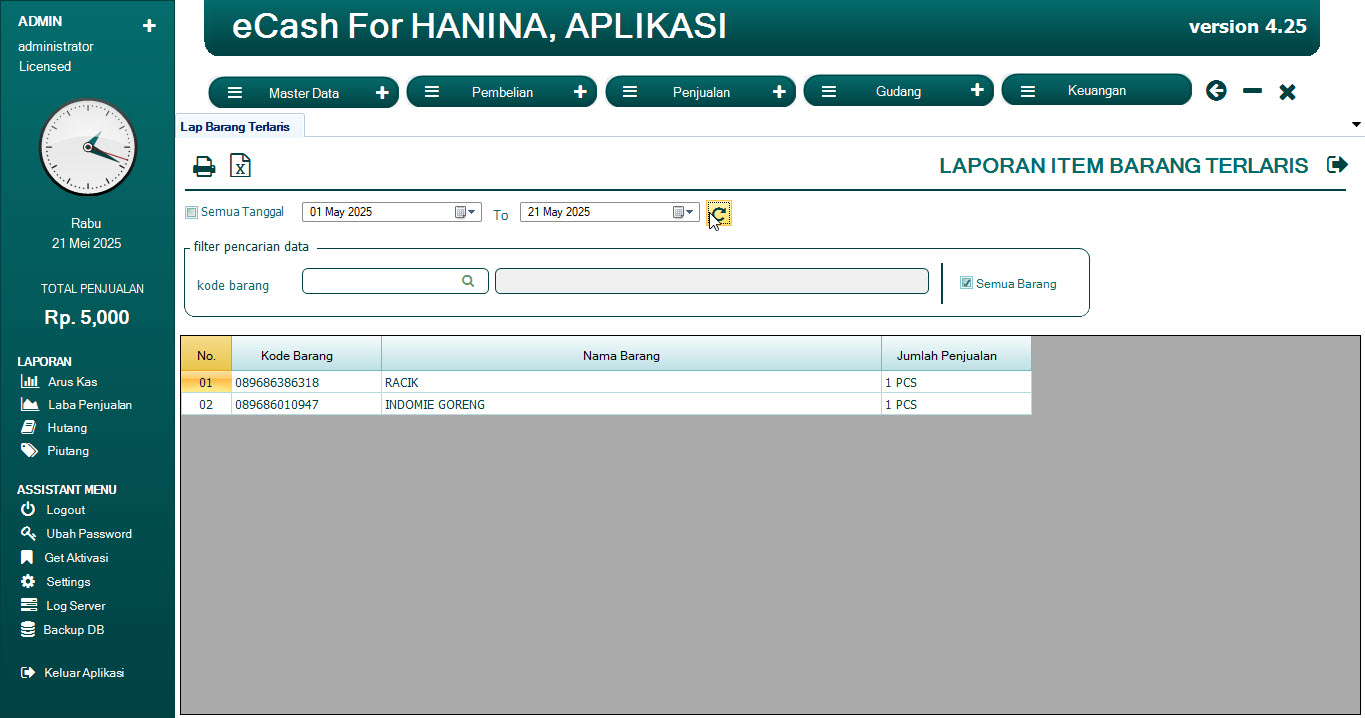 ADMIN
administrator
Licensed
Rabu
21 Mei 2025
TOTAL PENJUALAN
Rp. 5,000
LAPORAN
Arus Kas
Laba Penjualan
Hutang
Piutang
ASSISTANT MENU
Logout
Ubah Password
Get Aktivasi
Settings
Log Server
Backup DB
Keluar Aplikasi
eCash For HANINA, APLIKASI
version 4.25
Master Data
Pembelian
Penjualan
Gudang
Keuangan
Lap Barang Terlaris
LAPORAN ITEM BARANG TERLARIS
Semua Tanggal 01 May 2025 To 21 May 2025
filter pencarian data
kode barang
Semua Barang
No. Kode Barang Nama Barang Jumlah Penjualan
01 089686386318 RACIK 1 PCS
02 089686010947 INDOMIE GORENG 1 PCS